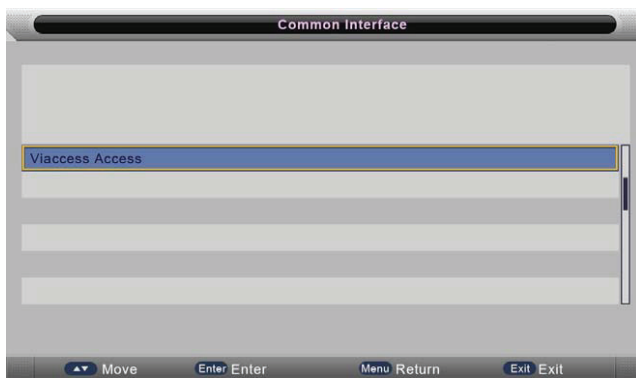 Common Interface
Viaccess Access
Move Enter Enter Menu Return Exit Exit